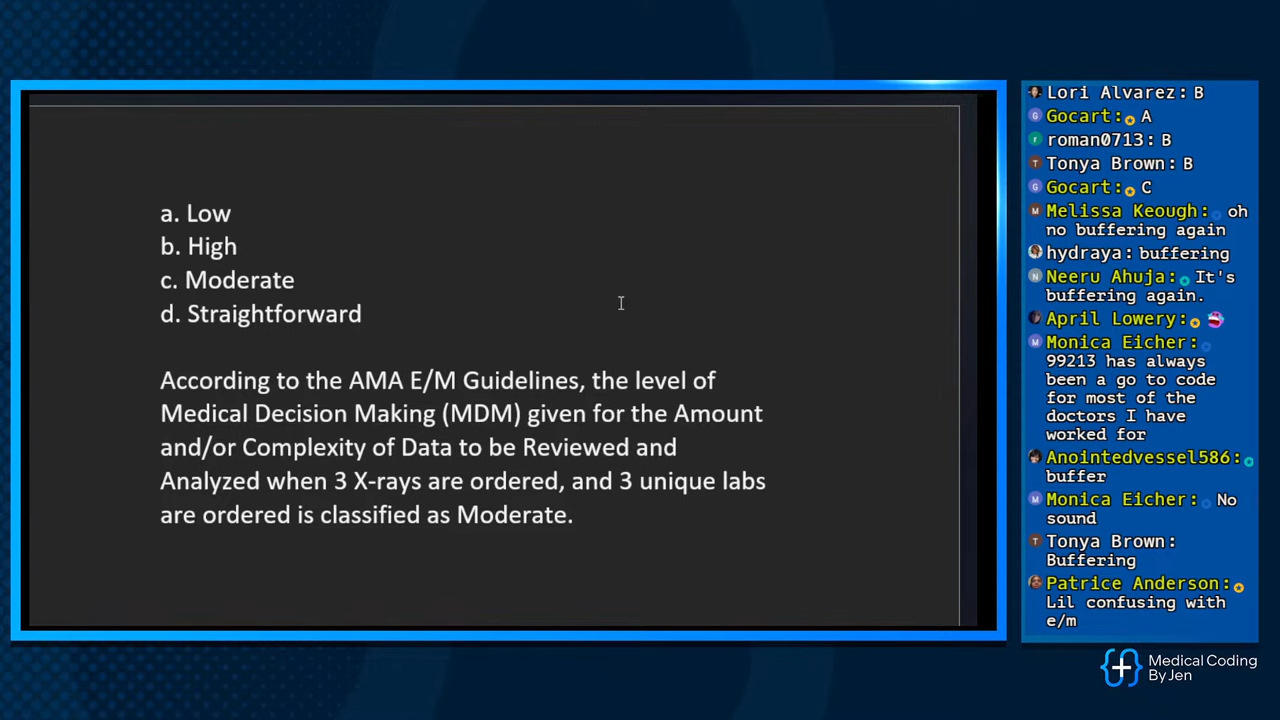 a. Low
b. High
c. Moderate
d. Straightforward
According to the AMA E/M Guidelines, the level of
Medical Decision Making (MDM) given for the Amount
and/or Complexity of Data to be Reviewed and
Analyzed when 3 X-rays are ordered, and 3 unique labs
are ordered is classified as Moderate.
Lori Alvarez: B
Gocart: A
roman0713: B
Tonya Brown: B
Gocart: C
Melissa Keough: oh
no buffering again
hydraya: buffering
Neeru Ahuja: It's
buffering again.
April Lowery:
Monica Eicher:
99213 has always
been a go to code
for most of the
doctors I have
worked for
Anointedvessel586:
buffer
Monica Eicher: No
sound
Tonya Brown:
Buffering
Patrice Anderson:
Lil confusing with
e/m
Medical Coding
By Jen